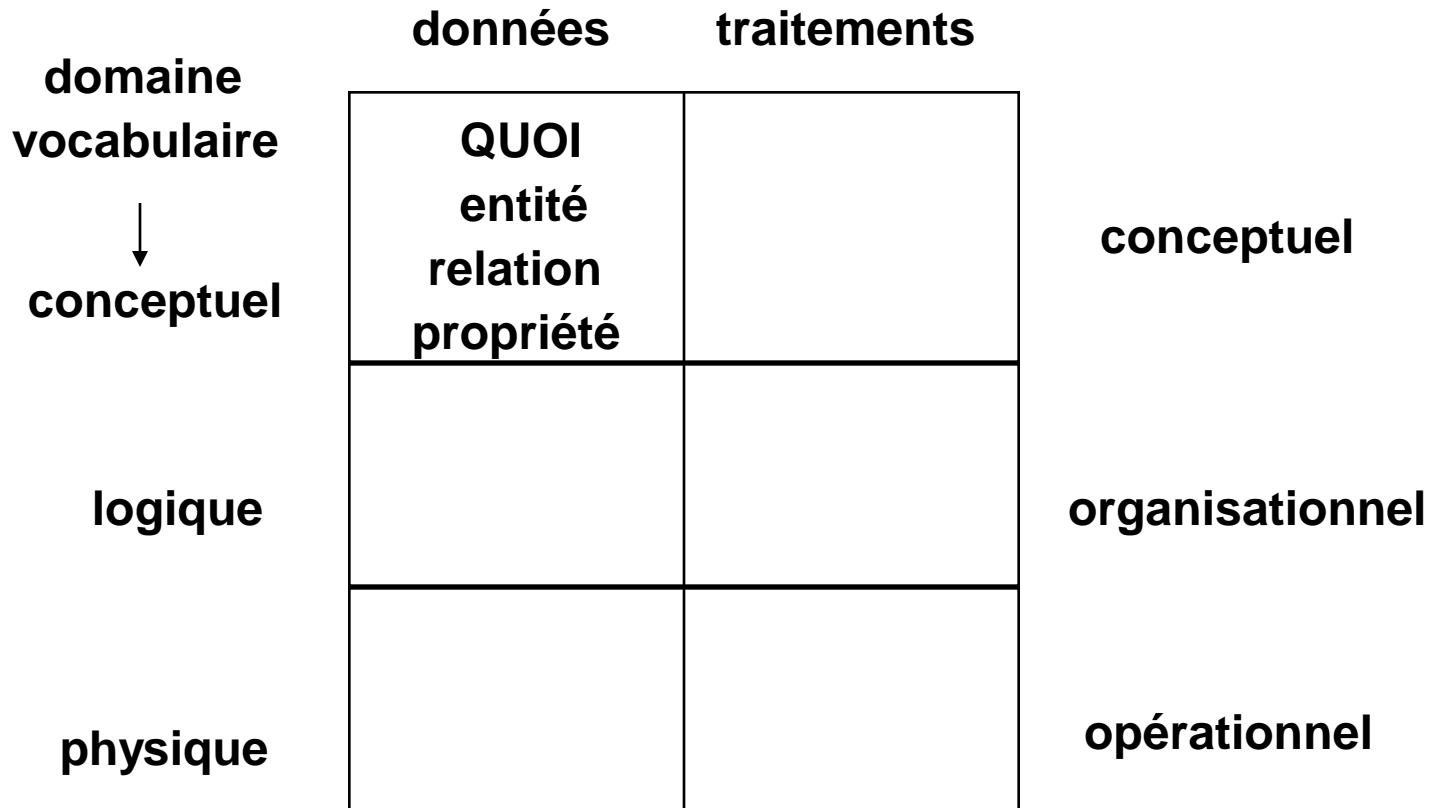 données traitements
domaine
vocabulaire
conceptuel
QUOI
entité
relation
propriété
conceptuel
logique
organisationnel
physique
opérationnel